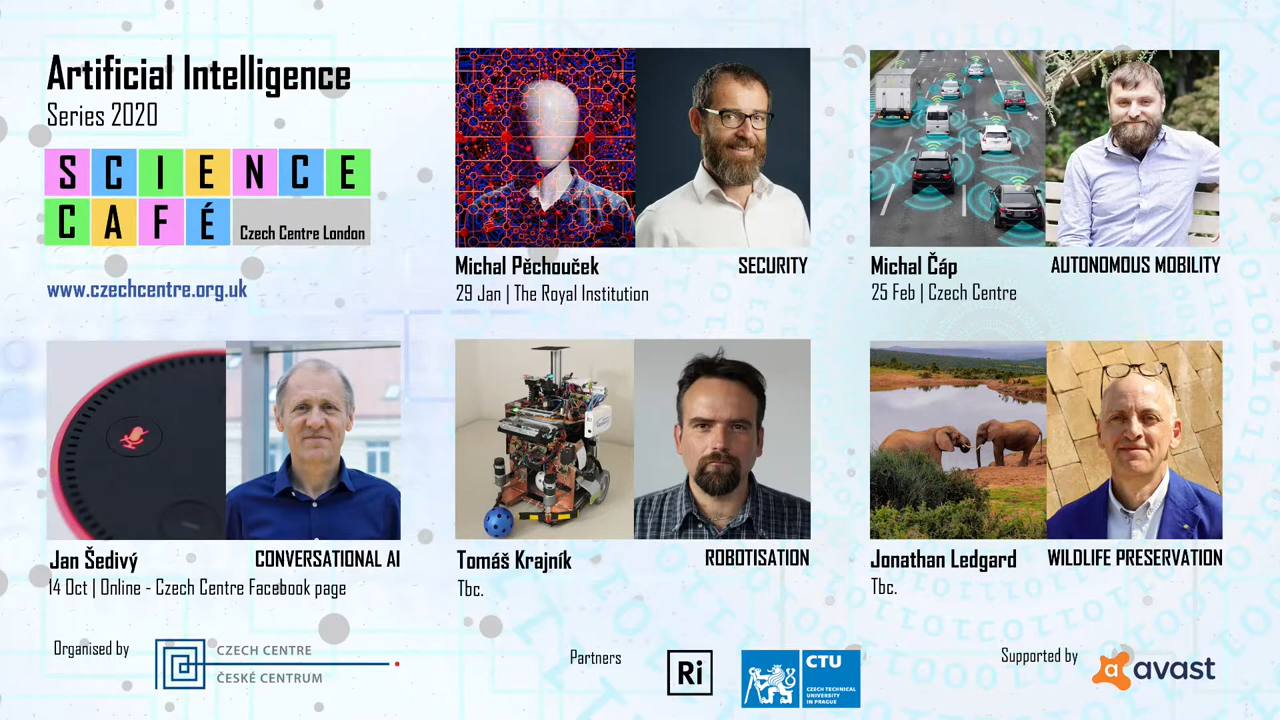 Artificial Intelligence
Series 2020
SCIENCE
CAFÉ
Czech Centre London
www.czechcentre.org.uk
Michal Pěchouček
SECURITY
29 Jan | The Royal Institution
Michal Čáp
AUTONOMOUS MOBILITY
25 Feb | Czech Centre
Jan Šedivý
CONVERSATIONAL AI
14 Oct | Online - Czech Centre Facebook page
Tomáš Krajník
ROBOTISATION
Tbc.
Jonathan Ledgard
WILDLIFE PRESERVATION
Tbc.
Organised by
CZECH CENTRE
ČESKÉ CENTRUM
Partners
Ri
CTU
CZECH TECHNICAL
UNIVERSITY
IN PRAGUE
Supported by
a avast